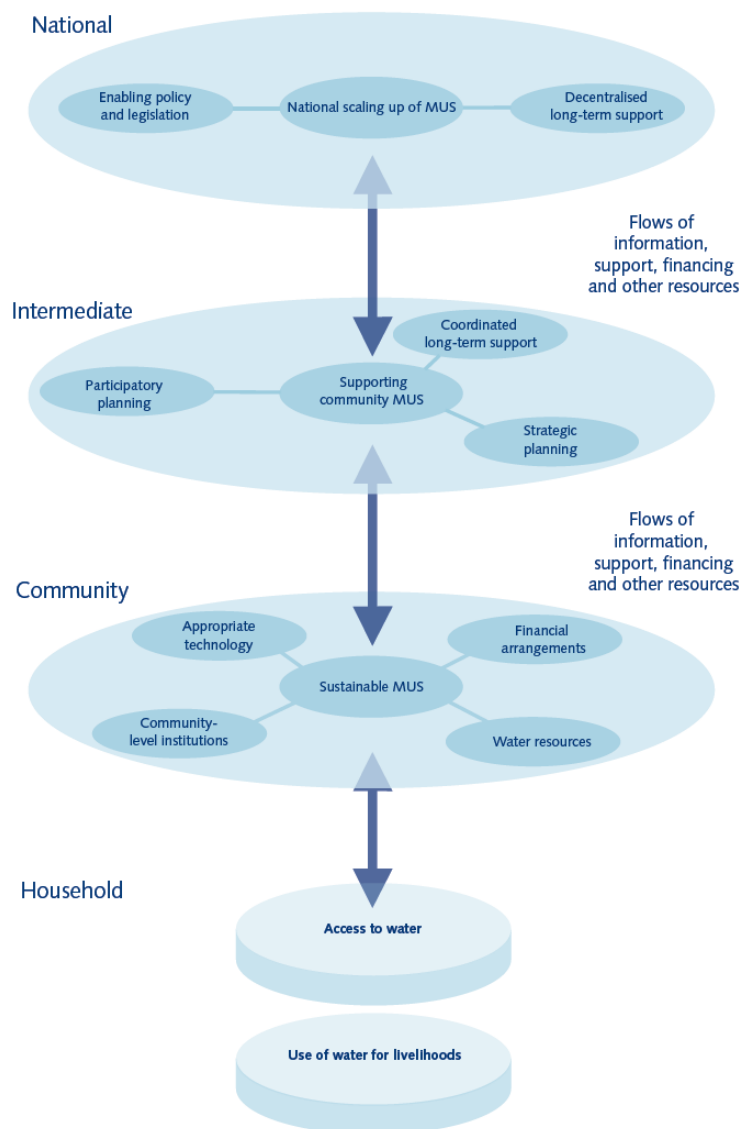 National
Enabling policy
and legislation
National scaling up of MUS
Decentralised
long-term support
Flows of
information,
support, financing
and other resources
Intermediate
Coordinated
long-term support
Participatory
planning
Supporting
community MUS
Strategic
planning
Flows of
information,
support, financing
and other resources
Community
Appropriate
technology
Financial
arrangements
Sustainable MUS
Community-
level institutions
Water resources
Household
Access to water
Use of water for livelihoods